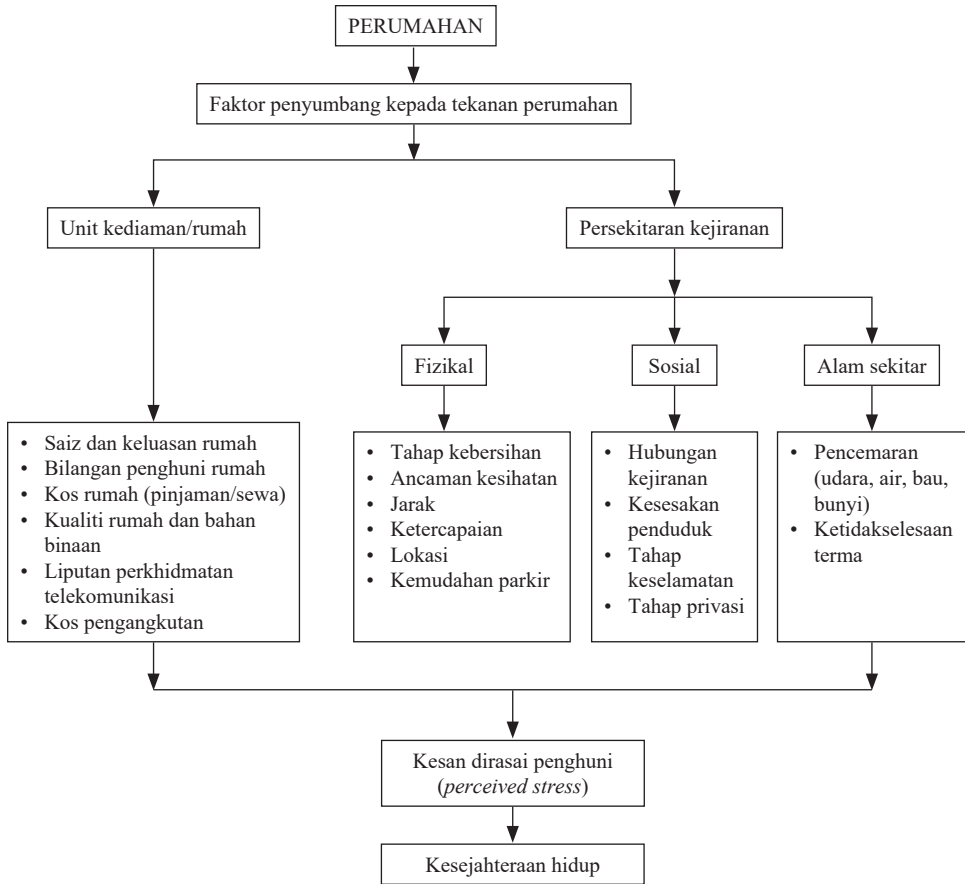 PERUMAHAN
Faktor penyumbang kepada tekanan perumahan
Unit kediaman/rumah
Persekitaran kejiranan
Fizikal
Sosial
Alam sekitar
• Saiz dan keluasan rumah
• Bilangan penghuni rumah
• Kos rumah (pinjaman/sewa)
• Kualiti rumah dan bahan
binaan
• Liputan perkhidmatan
telekomunikasi
• Kos pengangkutan
• Tahap kebersihan
• Ancaman kesihatan
• Jarak
• Ketercapaian
• Lokasi
• Kemudahan parkir
• Hubungan
kejiranan
• Kesesakan
penduduk
• Tahap
keselamatan
• Tahap privasi
• Pencemaran
(udara, air, bau,
bunyi)
• Ketidakselesaan
terma
Kesan dirasai penghuni
(perceived stress)
Kesejahteraan hidup